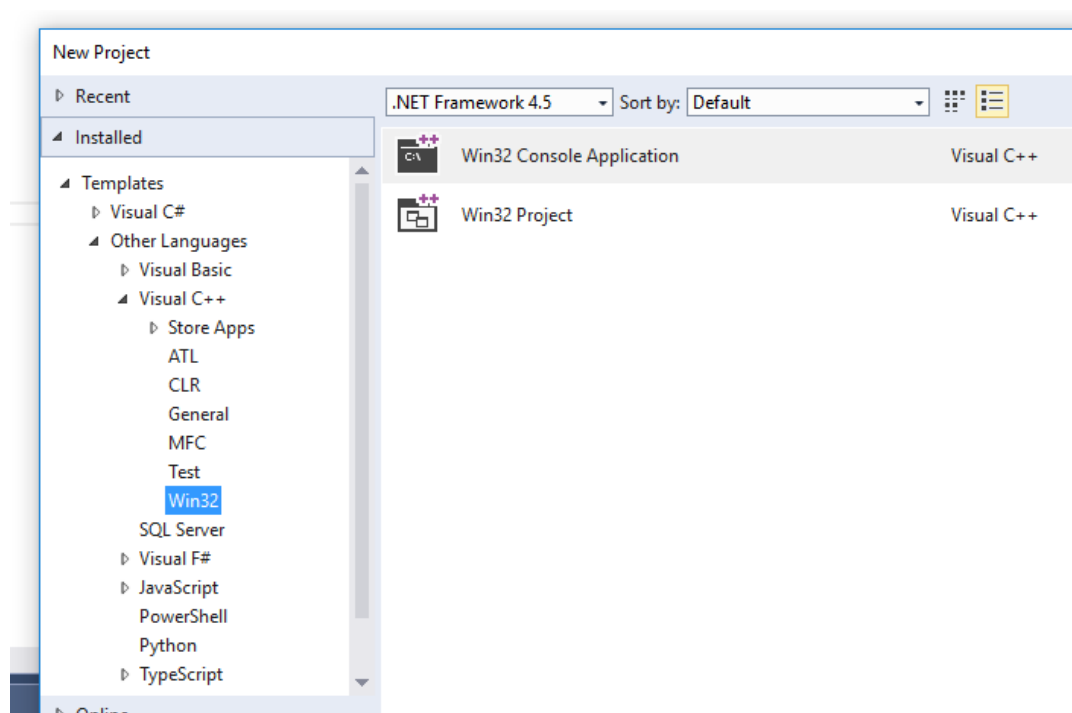 New Project
Recent
Installed
Templates
Visual C#
Other Languages
Visual Basic
Visual C++
Store Apps
ATL
CLR
General
MFC
Test
Win32
SQL Server
Visual F#
JavaScript
PowerShell
Python
TypeScript
Online
.NET Framework 4.5 Sort by: Default
C:\ Win32 Console Application Visual C++
Win32 Project Visual C++